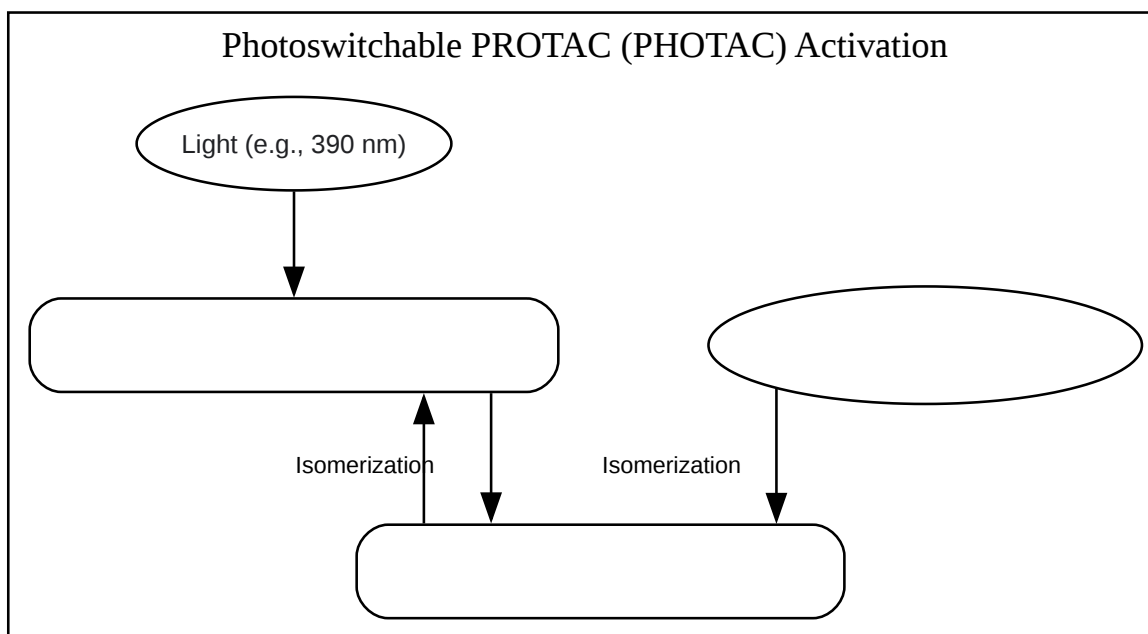 Photoswitchable PROTAC (PHOTAC) Activation
Light (e.g., 390 nm)
Isomerization
Isomerization